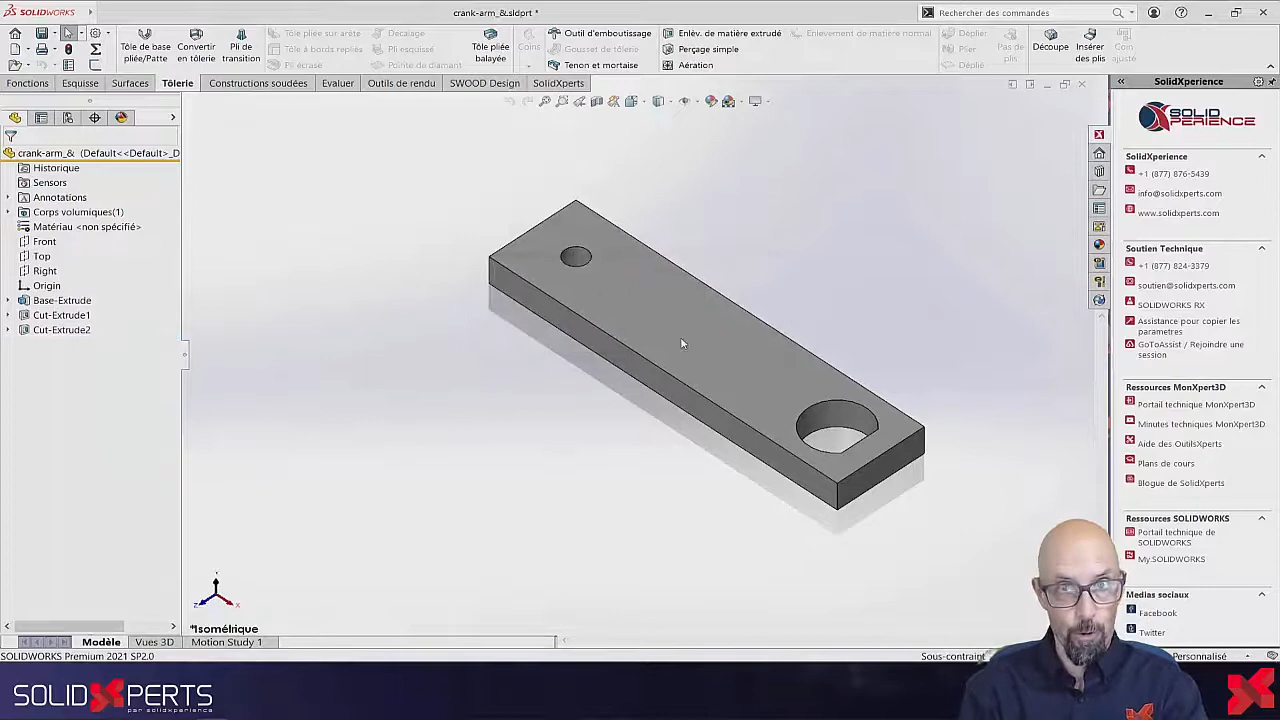 SOLIDWORKS
crank-arm_&.sldprt *
Rechercher des commandes
Tôle de base pliée/Patte
Convertir en tôlerie
Pli de transition
Tôle pliée sur arête
Tôle à bords repliés
Pli écrasé
Décalage
Pli esquisse
Pointe de diamant
Tôle pliée balayée
Coins
Outil d'emboutissage
Gousset de tôlerie
Tenon et mortaise
Enlèv. de matière extrudé
Perçage simple
Aération
Enlèvement de matière normal
Déplier
Plier
Déplié
Pas de plis
Découpe
Insérer des plis
Coin ajusté
Fonctions
Esquisse
Surfaces
Tôlerie
Constructions soudées
Evaluer
Outils de rendu
SWOOD Design
SolidXperts
crank-arm_& (Default<<Default>_D
Historique
Sensors
Annotations
Corps volumiques(1)
Matériau <non spécifié>
Front
Top
Right
Origin
Base-Extrude
Cut-Extrude1
Cut-Extrude2
Y
Z
X
*Isométrique
Modèle
Vues 3D
Motion Study 1
SOLIDWORKS Premium 2021 SP2.0
Sous-contraint
Personnalisé
SolidXperience
SOLID
XPERIENCE
SolidXperience
+1 (877) 876-5439
info@solidxperts.com
www.solidxperts.com
Soutien Technique
+1 (877) 824-3379
soutien@solidxperts.com
SOLIDWORKS RX
Assistance pour copier les
parametres
GoToAssist / Rejoindre une
session
Ressources MonXpert3D
Portail technique MonXpert3D
Minutes techniques MonXpert3D
Aide des OutilsXperts
Plans de cours
Blogue de SolidXperts
Ressources SOLIDWORKS
Portail technique de
SOLIDWORKS
My.SOLIDWORKS
Medias sociaux
Facebook
Twitter
SOLIDXPERTS
par solidxperience